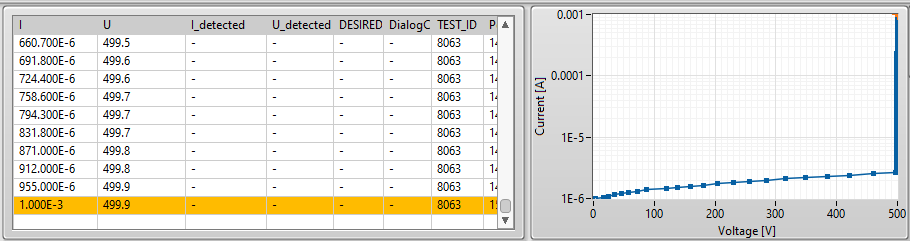 I U I_detected U_detected DESIRED DialogC TEST_ID P
660.700E-6 499.5 - - - - 8063 14
691.800E-6 499.6 - - - - 8063 14
724.400E-6 499.6 - - - - 8063 14
758.600E-6 499.7 - - - - 8063 14
794.300E-6 499.7 - - - - 8063 14
831.800E-6 499.7 - - - - 8063 14
871.000E-6 499.8 - - - - 8063 14
912.000E-6 499.8 - - - - 8063 14
955.000E-6 499.9 - - - - 8063 14
1.000E-3 499.9 - - - - 8063 15
0.001
0.0001
1E-5
1E-6
Current [A]
0 100 200 300 400 500
Voltage [V]